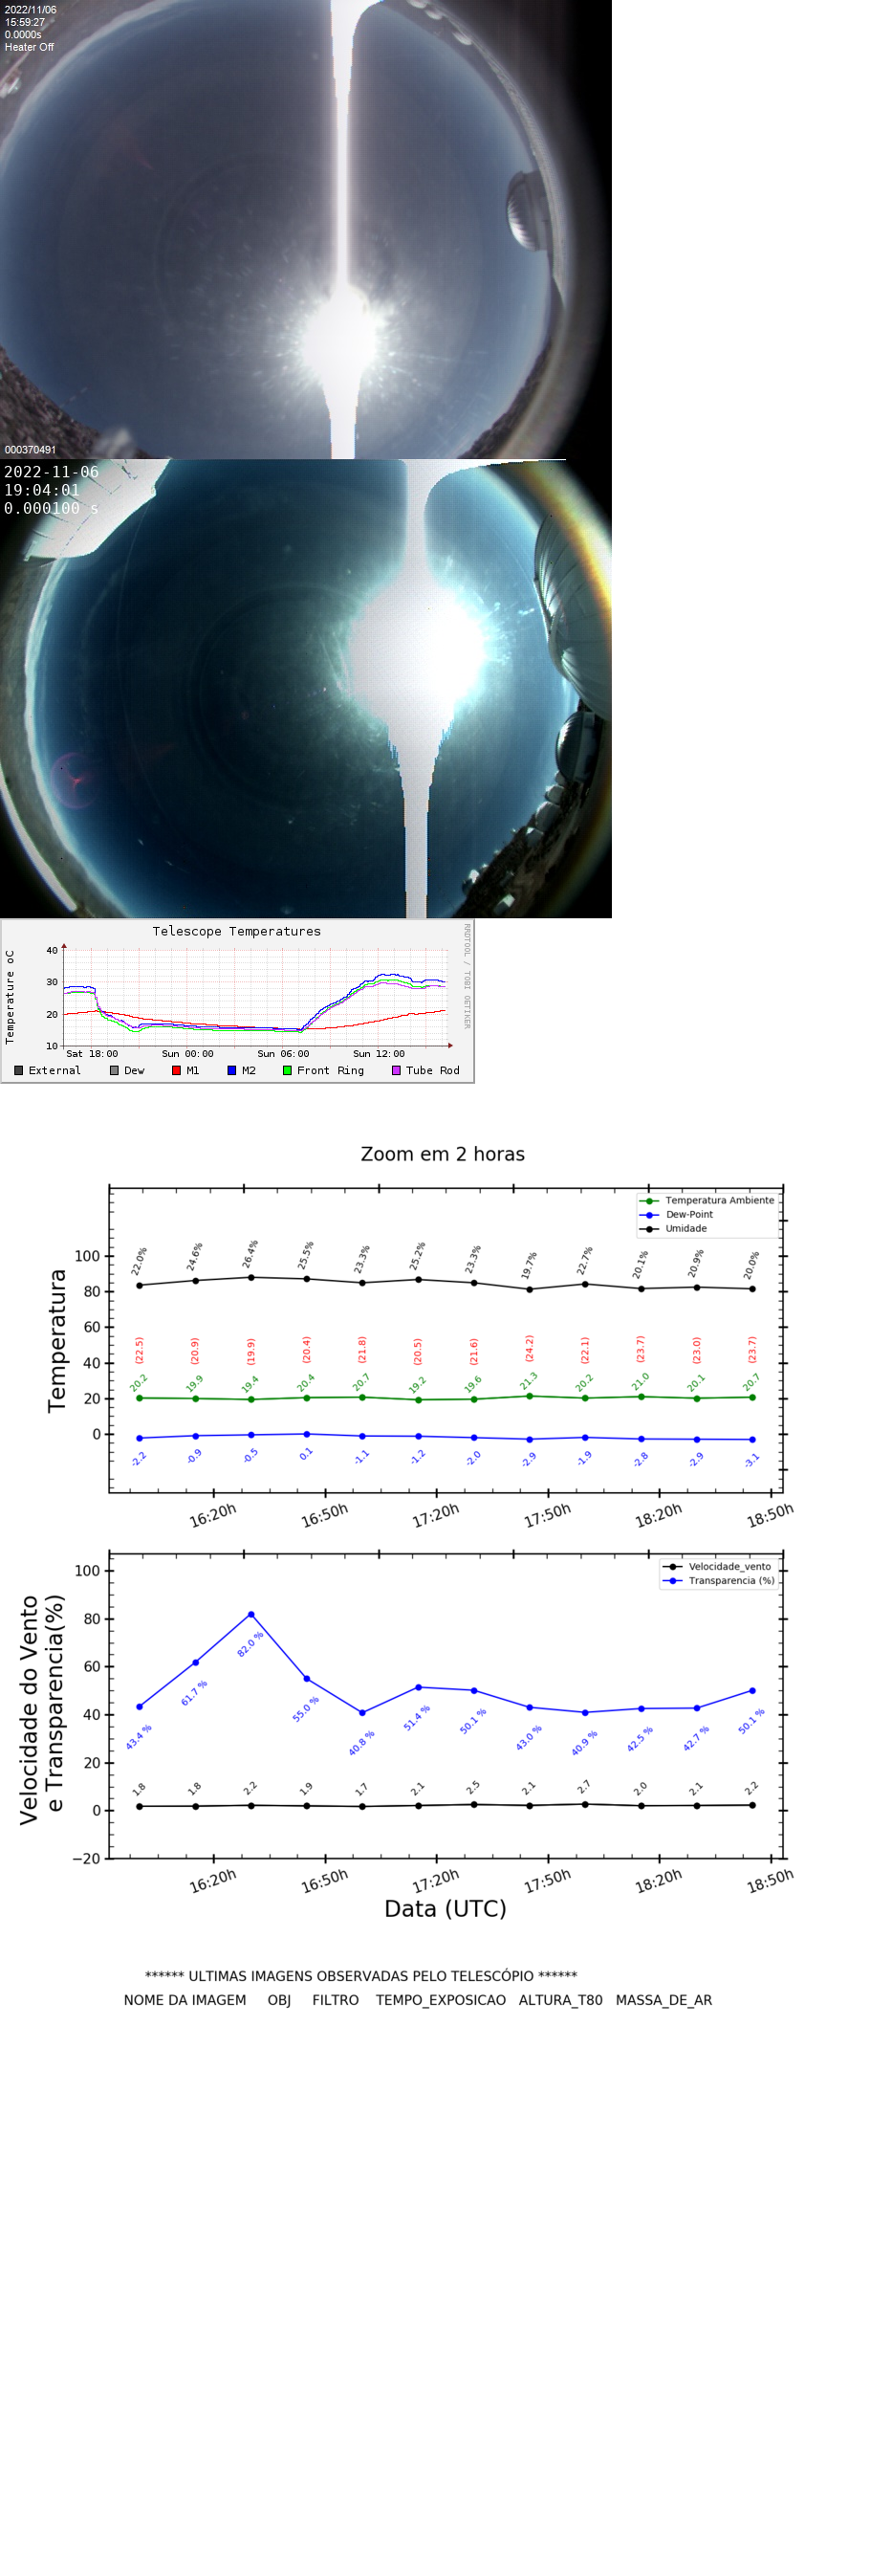 2022/11/06
15:59:27
0.0000s
Heater Off
000370491
2022-11-06
19:04:01
0.000100 s
Telescope Temperatures
RRDTOOL / TOBI OETIKER
Temperature oC
40
30
20
10
Sat 18:00 Sun 00:00 Sun 06:00 Sun 12:00
External Dew M1 M2 Front Ring Tube Rod
Zoom em 2 horas
Temperatura Ambiente
Dew-Point
Umidade
Temperatura
100
80
60
40
20
0
22.0% 24.6% 26.4% 25.5% 23.3% 25.2% 23.3% 19.7% 22.7% 20.1% 20.9% 20.0%
(22.5) (20.9) (19.9) (20.4) (21.8) (20.5) (21.6) (24.2) (22.1) (23.7) (23.0) (23.7)
20.2 19.9 19.4 20.4 20.7 19.2 19.6 21.3 20.2 21.0 20.1 20.7
-2.2 -0.9 -0.5 0.1 -1.1 -1.2 -2.0 -2.9 -1.9 -2.8 -2.9 -3.1
16:20h 16:50h 17:20h 17:50h 18:20h 18:50h
Velocidade_vento
Transparencia (%)
Velocidade do Vento
e Transparencia(%)
100
80
60
40
20
0
−20
43.4 % 61.7 % 82.0 % 55.0 % 40.8 % 51.4 % 50.1 % 43.0 % 40.9 % 42.5 % 42.7 % 50.1 %
1.8 1.8 2.2 1.9 1.7 2.1 2.5 2.1 2.7 2.0 2.1 2.2
16:20h 16:50h 17:20h 17:50h 18:20h 18:50h
Data (UTC)
****** ULTIMAS IMAGENS OBSERVADAS PELO TELESCÓPIO ******
NOME DA IMAGEM OBJ FILTRO TEMPO_EXPOSICAO ALTURA_T80 MASSA_DE_AR